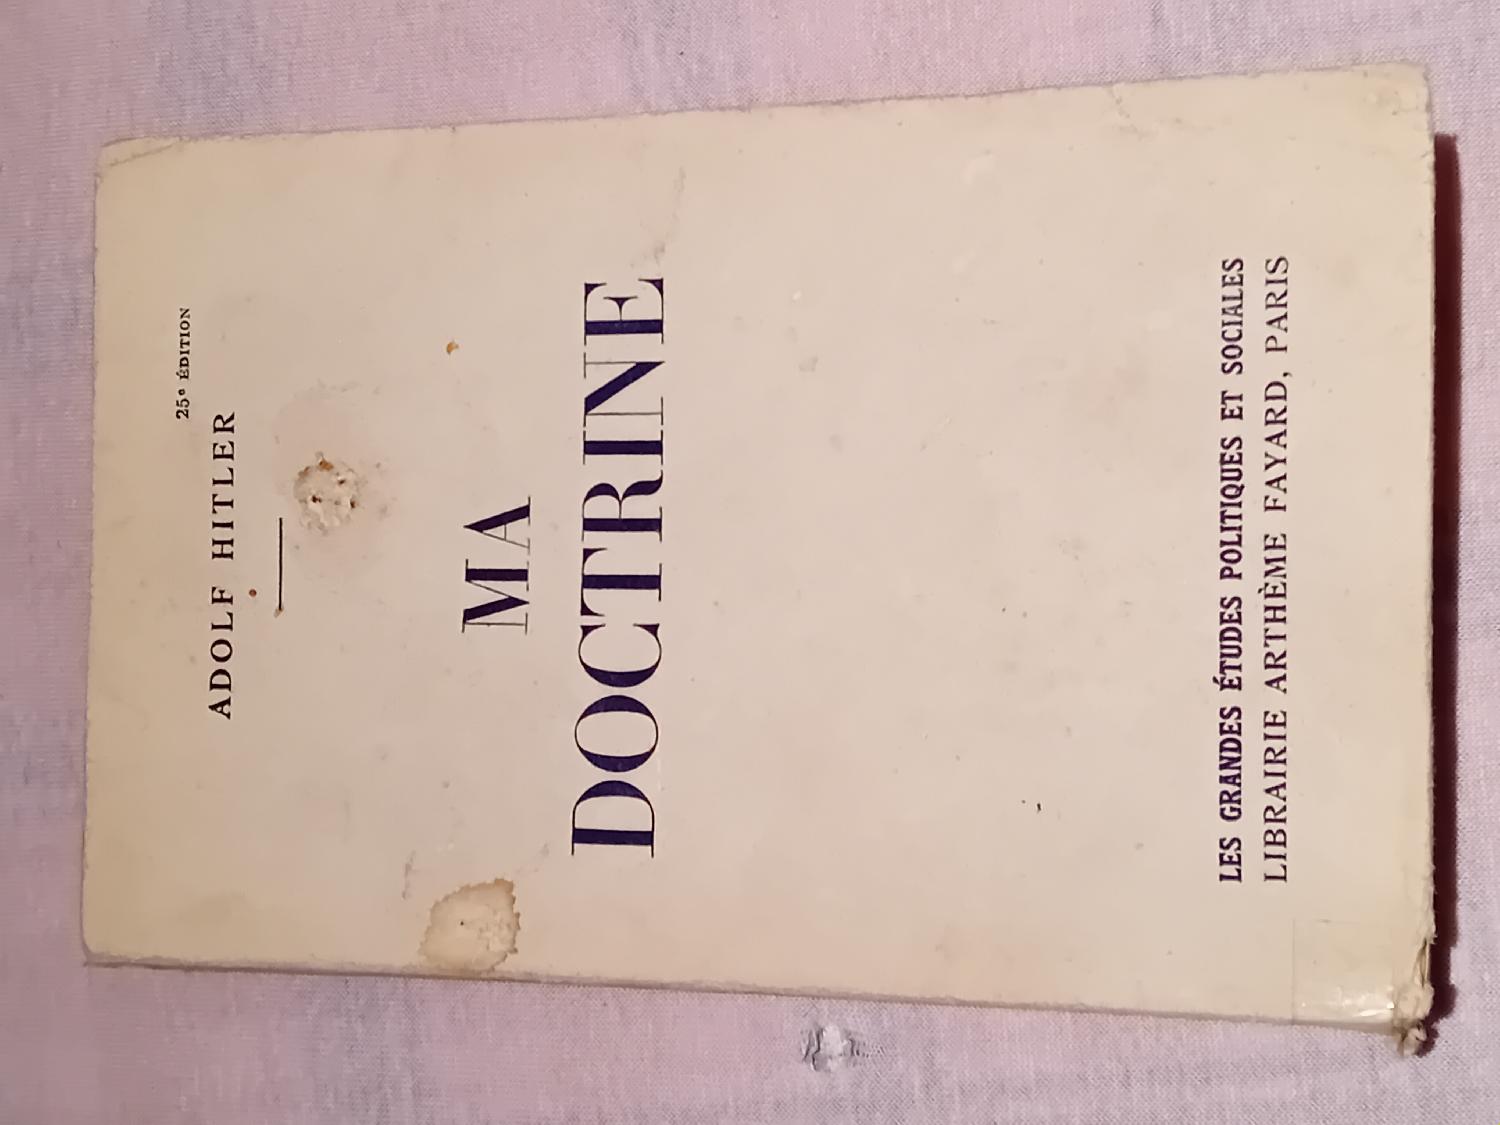 25e ÉDITION
ADOLF HITLER
MA
DOCTRINE
LES GRANDES ÉTUDES POLITIQUES ET SOCIALES
LIBRAIRIE ARTHÈME FAYARD, PARIS